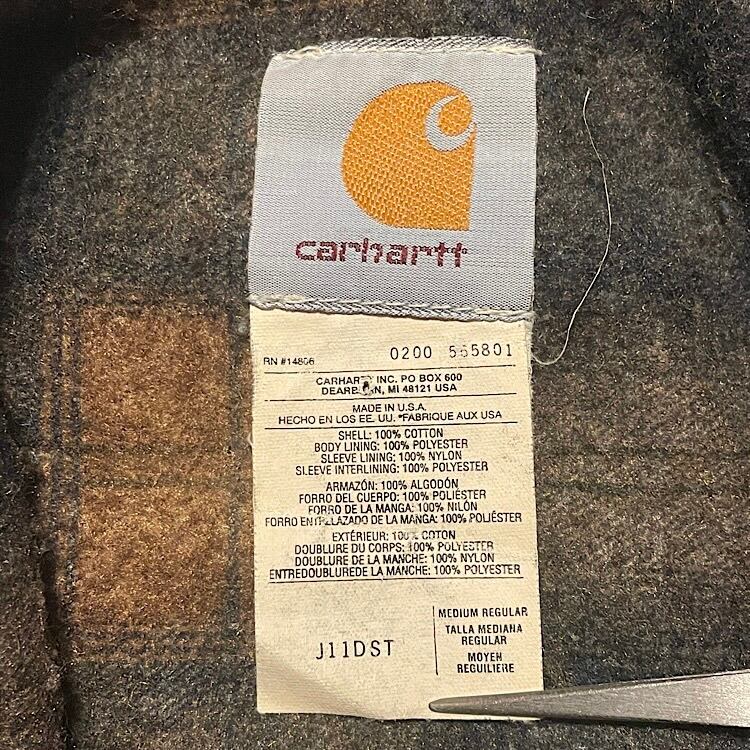 carhartt
RN #14806 0200 555801
CARHARTT INC. PO BOX 600
DEARBORN, MI 48121 USA
MADE IN U.S.A.
HECHO EN LOS EE. UU. *FABRIQUE AUX USA
SHELL: 100% COTTON
BODY LINING: 100% POLYESTER
SLEEVE LINING: 100% NYLON
SLEEVE INTERLINING: 100% POLYESTER
ARMAZÓN: 100% ALGODÓN
FORRO DEL CUERPO: 100% POLIÉSTER
FORRO DE LA MANGA: 100% NILÓN
FORRO ENTRELAZADO DE LA MANGA: 100% POLIÉSTER
EXTÉRIEUR: 100% COTON
DOUBLURE DU CORPS: 100% POLYESTER
DOUBLURE DE LA MANCHE: 100% NYLON
ENTREDOUBLUREDE LA MANCHE: 100% POLYESTER
J11DST
MEDIUM REGULAR
TALLA MEDIANA
REGULAR
MOYEN
REGUILIERE